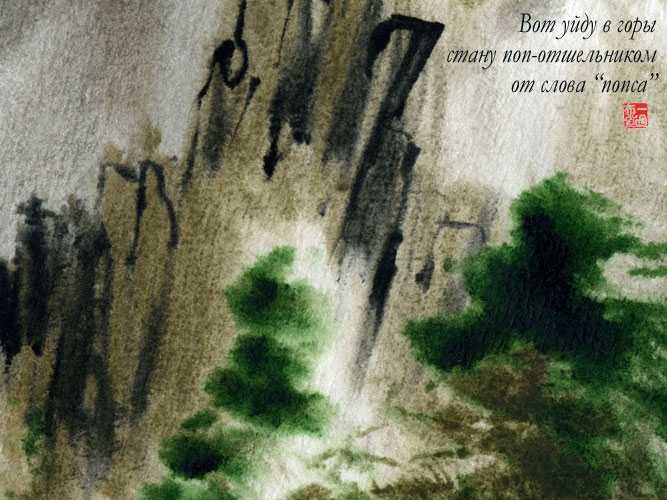 Вот уйду в горы
стану поп-отшельником
от слова “попса”